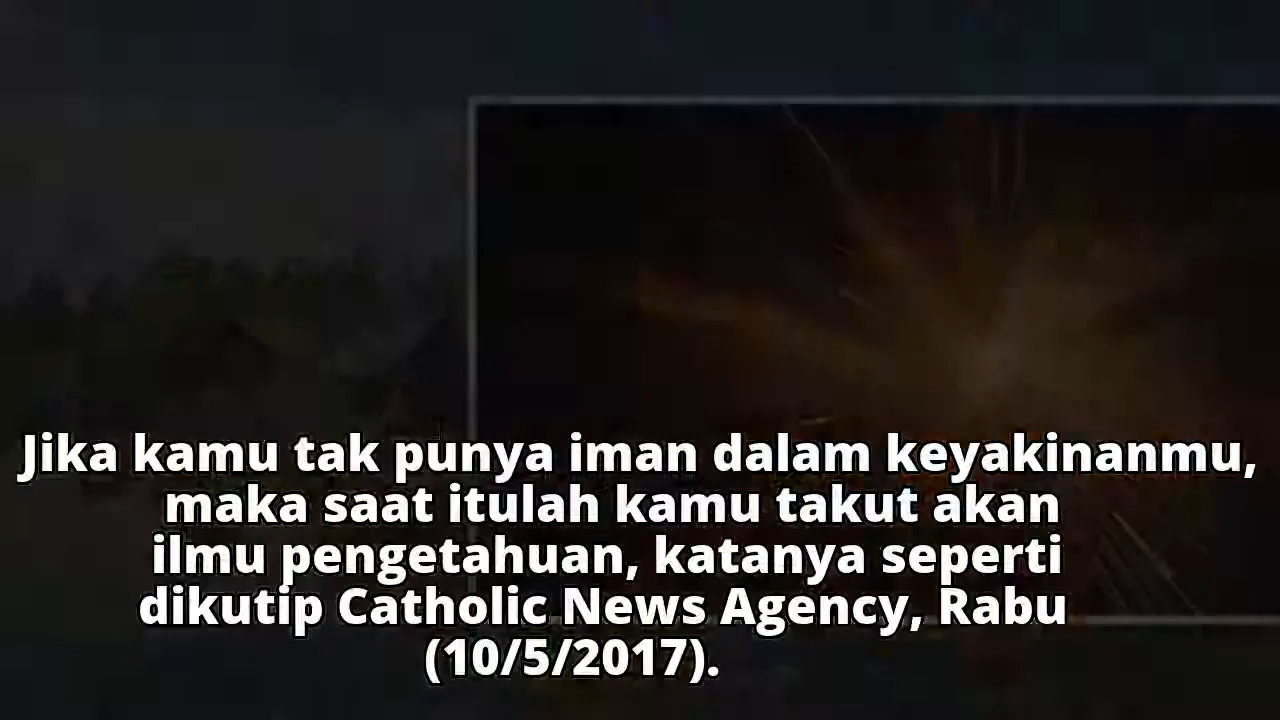 Jika kamu tak punya iman dalam keyakinanmu,
maka saat itulah kamu takut akan
ilmu pengetahuan, katanya seperti
dikutip Catholic News Agency, Rabu
(10/5/2017).